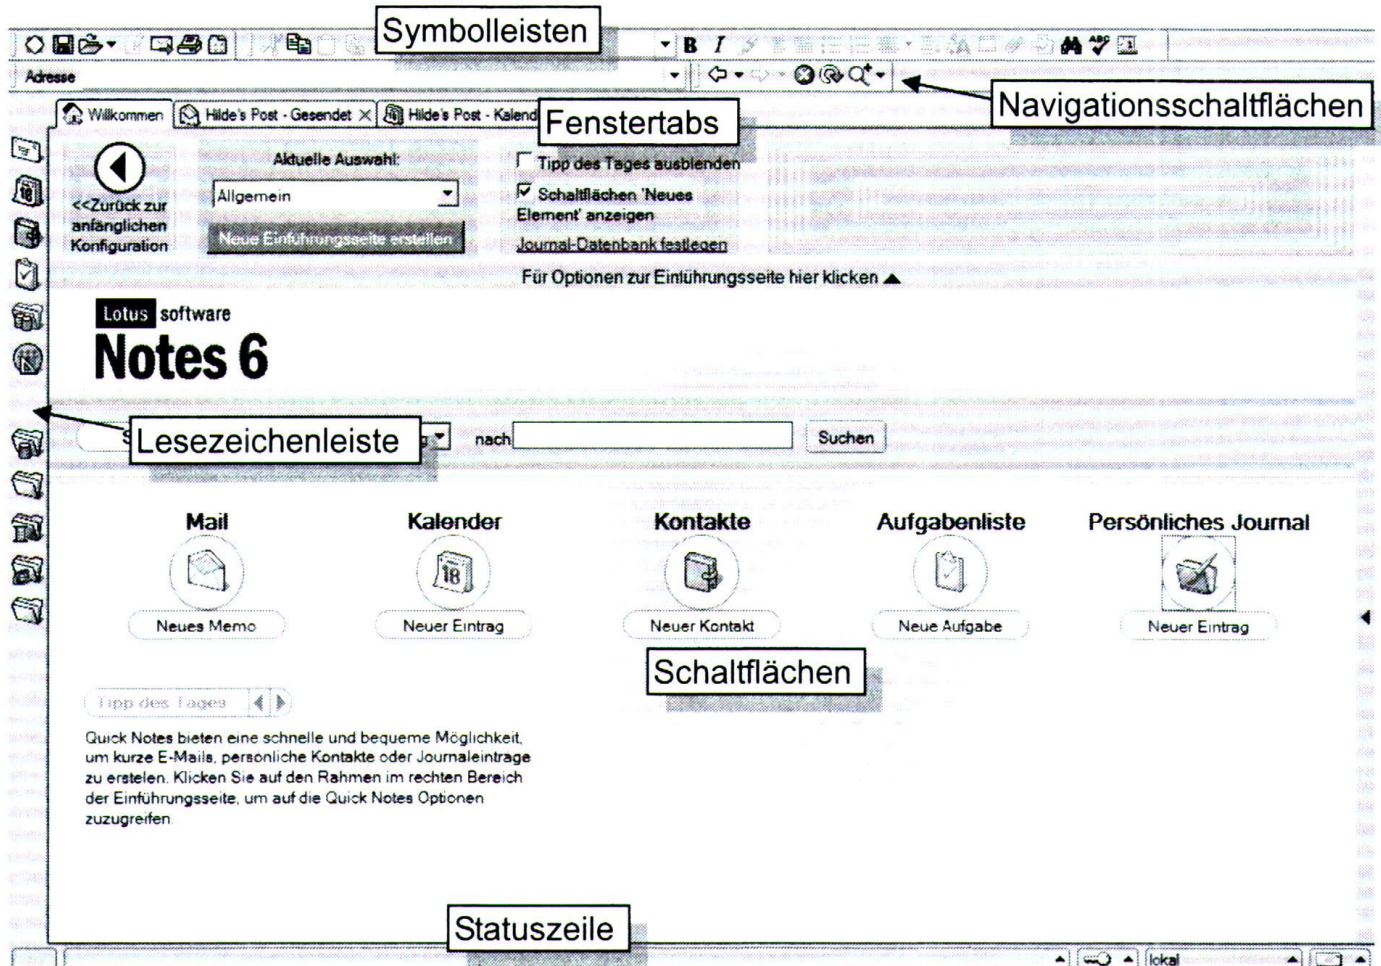 Symbolleisten
B I
ABC
Adresse
Navigationsschaltflächen
Willkommen
Hilde's Post - Gesendet
Hilde's Post - Kalend
Fenstertabs
Aktuelle Auswahl:
Tipp des Tages ausblenden
Allgemein
Schaltflächen 'Neues
Element' anzeigen
<<Zurück zur
anfänglichen
Konfiguration
Neue Einführungsseite erstellen
Journal-Datenbank festlegen
Für Optionen zur Einführungsseite hier klicken
Lotus software
Notes 6
Lesezeichenleiste
nach
Suchen
Mail
Kalender
Kontakte
Aufgabenliste
Persönliches Journal
18
Neues Memo
Neuer Eintrag
Neuer Kontakt
Neue Aufgabe
Neuer Eintrag
Schaltflächen
Tipp des Tages
Quick Notes bieten eine schnelle und bequeme Möglichkeit,
um kurze E-Mails, personliche Kontakte oder Journaleintrage
zu erstelen. Klicken Sie auf den Rahmen im rechten Bereich
der Einführungsseite, um auf die Quick Notes Optionen
zuzugreifen.
Statuszeile
lokal